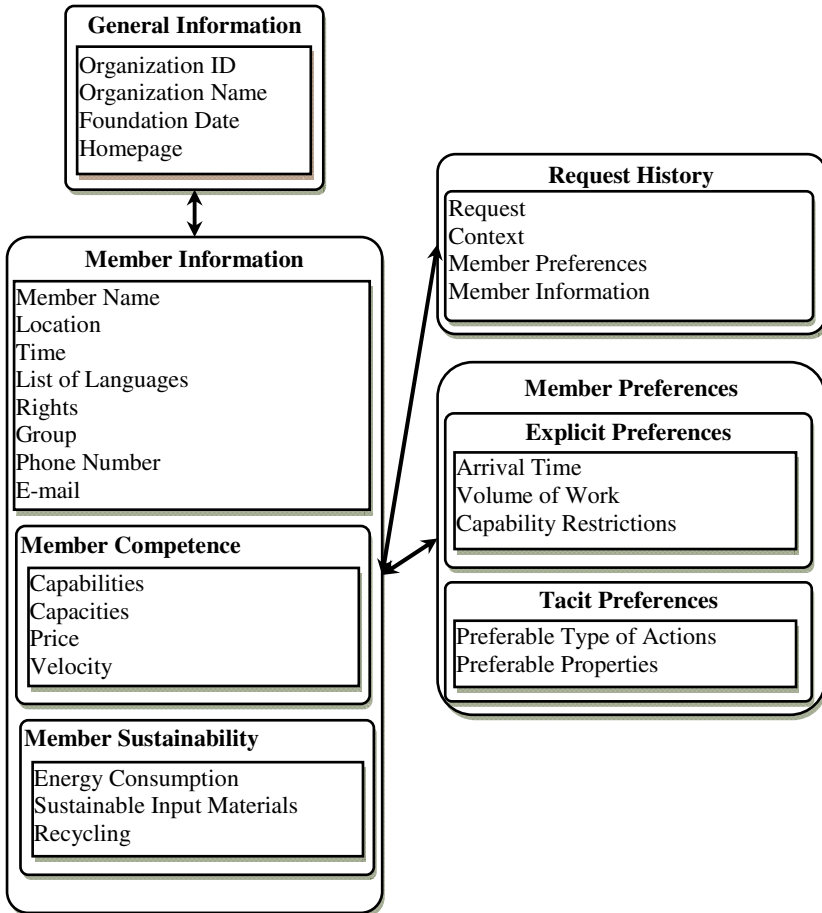 General Information
Organization ID
Organization Name
Foundation Date
Homepage
Member Information
Member Name
Location
Time
List of Languages
Rights
Group
Phone Number
E-mail
Member Competence
Capabilities
Capacities
Price
Velocity
Member Sustainability
Energy Consumption
Sustainable Input Materials
Recycling
Request History
Request
Context
Member Preferences
Member Information
Member Preferences
Explicit Preferences
Arrival Time
Volume of Work
Capability Restrictions
Tacit Preferences
Preferable Type of Actions
Preferable Properties